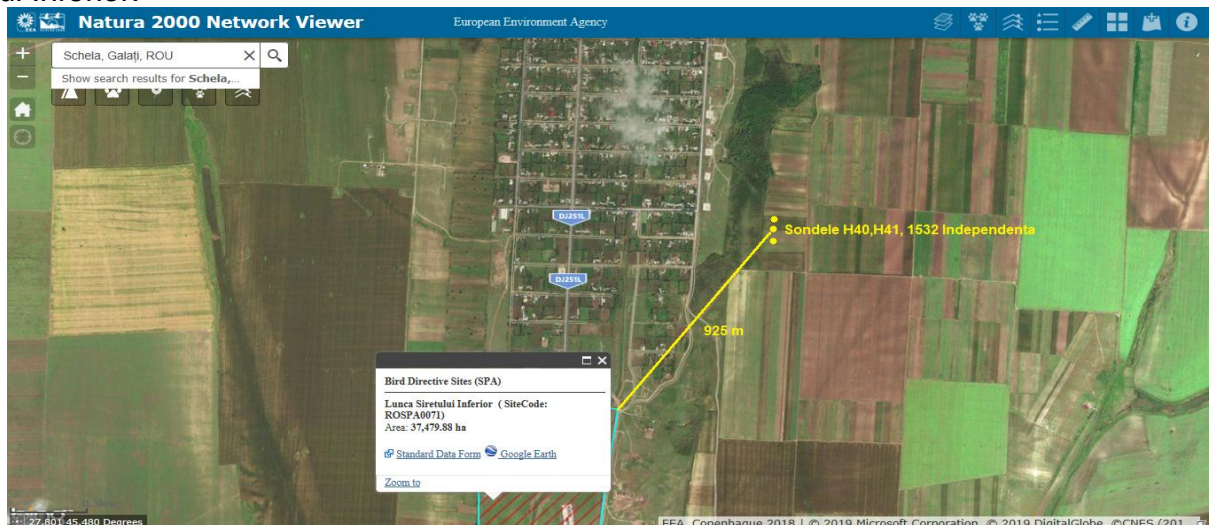 Natura 2000 Network Viewer
European Environment Agency
Schela, Galați, ROU
Show search results for Schela,...
DJ251L
Sondele H40,H41, 1532 Independenta
DJ251L
925 m
Bird Directive Sites (SPA)
Lunca Siretului Inferior ( SiteCode:
ROSPA0071)
Area: 37,479.88 ha
Standard Data Form Google Earth
Zoom to
27.801 45.480 Degrees
EEA, Copenhague 2018 | © 2019 Microsoft Corporation, © 2019 DigitalGlobe, ©CNES (201...